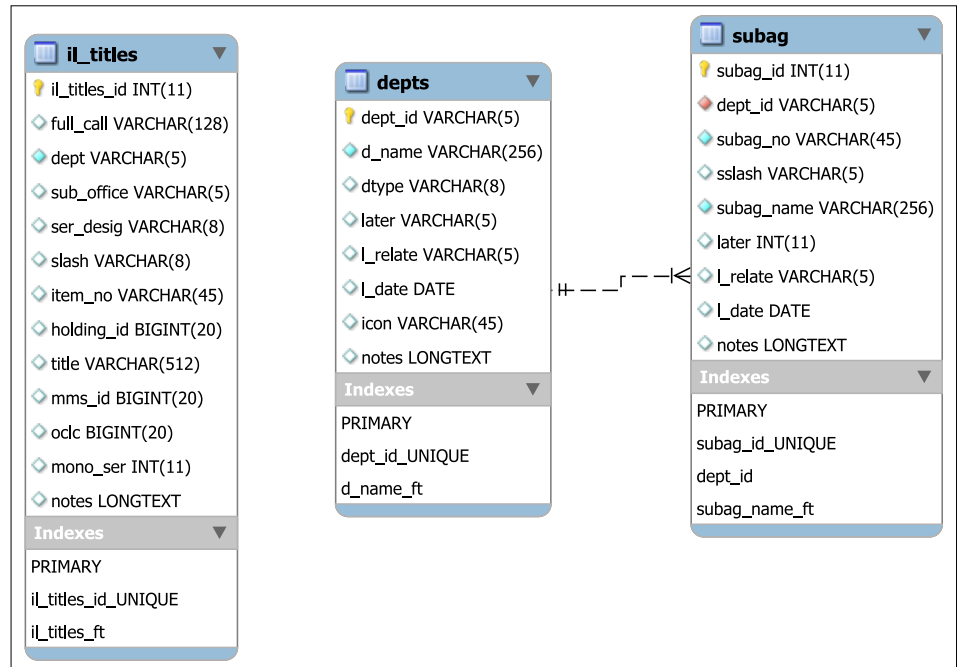 il_titles
il_titles_id INT(11)
full_call VARCHAR(128)
dept VARCHAR(5)
sub_office VARCHAR(5)
ser_desig VARCHAR(8)
slash VARCHAR(8)
item_no VARCHAR(45)
holding_id BIGINT(20)
title VARCHAR(512)
mms_id BIGINT(20)
oclc BIGINT(20)
mono_ser INT(11)
notes LONGTEXT
Indexes
PRIMARY
il_titles_id_UNIQUE
il_titles_ft
depts
dept_id VARCHAR(5)
d_name VARCHAR(256)
dtype VARCHAR(8)
later VARCHAR(5)
l_relate VARCHAR(5)
l_date DATE
icon VARCHAR(45)
notes LONGTEXT
Indexes
PRIMARY
dept_id_UNIQUE
d_name_ft
subag
subag_id INT(11)
dept_id VARCHAR(5)
subag_no VARCHAR(45)
sslash VARCHAR(5)
subag_name VARCHAR(256)
later INT(11)
l_relate VARCHAR(5)
l_date DATE
notes LONGTEXT
Indexes
PRIMARY
subag_id_UNIQUE
dept_id
subag_name_ft